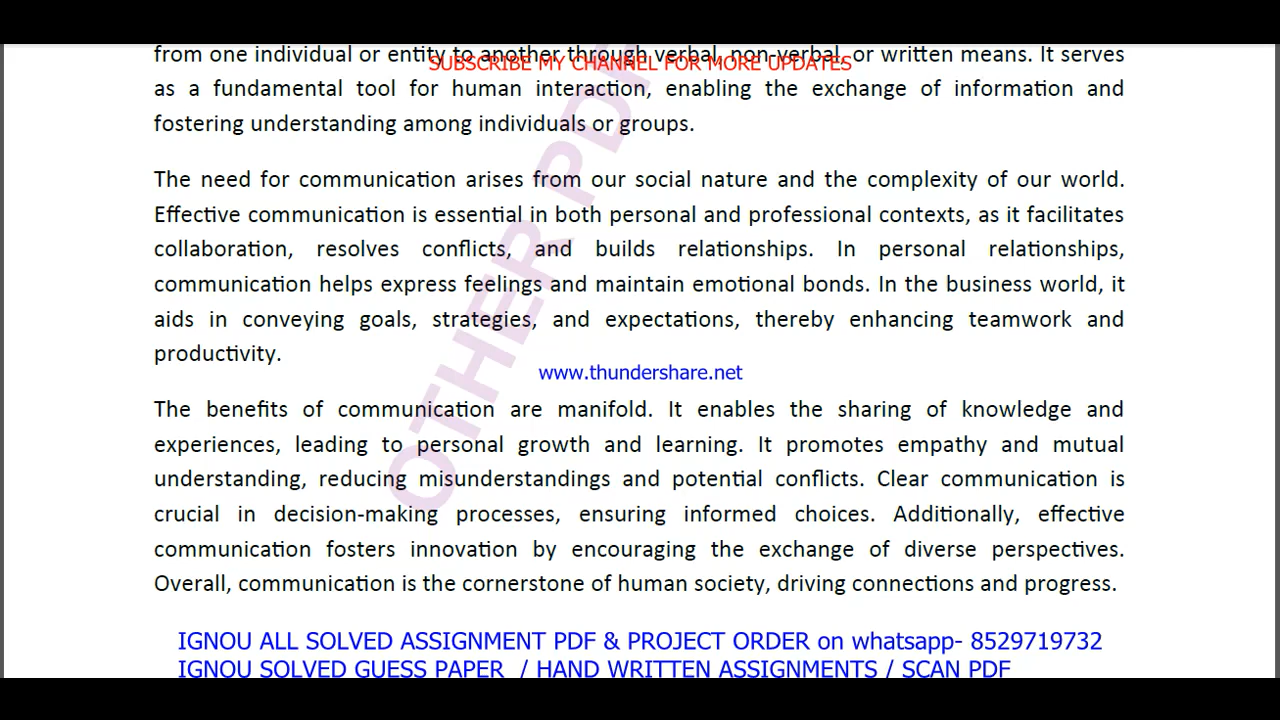 from one individual or entity to another through verbal, non-verbal, or written means. It serves
SUBSCRIBE MY CHANNEL FOR MORE UPDATES
as a fundamental tool for human interaction, enabling the exchange of information and
fostering understanding among individuals or groups.
The need for communication arises from our social nature and the complexity of our world.
Effective communication is essential in both personal and professional contexts, as it facilitates
collaboration, resolves conflicts, and builds relationships. In personal relationships,
communication helps express feelings and maintain emotional bonds. In the business world, it
aids in conveying goals, strategies, and expectations, thereby enhancing teamwork and
productivity.
www.thundershare.net
The benefits of communication are manifold. It enables the sharing of knowledge and
experiences, leading to personal growth and learning. It promotes empathy and mutual
understanding, reducing misunderstandings and potential conflicts. Clear communication is
crucial in decision-making processes, ensuring informed choices. Additionally, effective
communication fosters innovation by encouraging the exchange of diverse perspectives.
Overall, communication is the cornerstone of human society, driving connections and progress.
OTHER PDF
IGNOU ALL SOLVED ASSIGNMENT PDF & PROJECT ORDER on whatsapp- 8529719732
IGNOU SOLVED GUESS PAPER / HAND WRITTEN ASSIGNMENTS / SCAN PDF